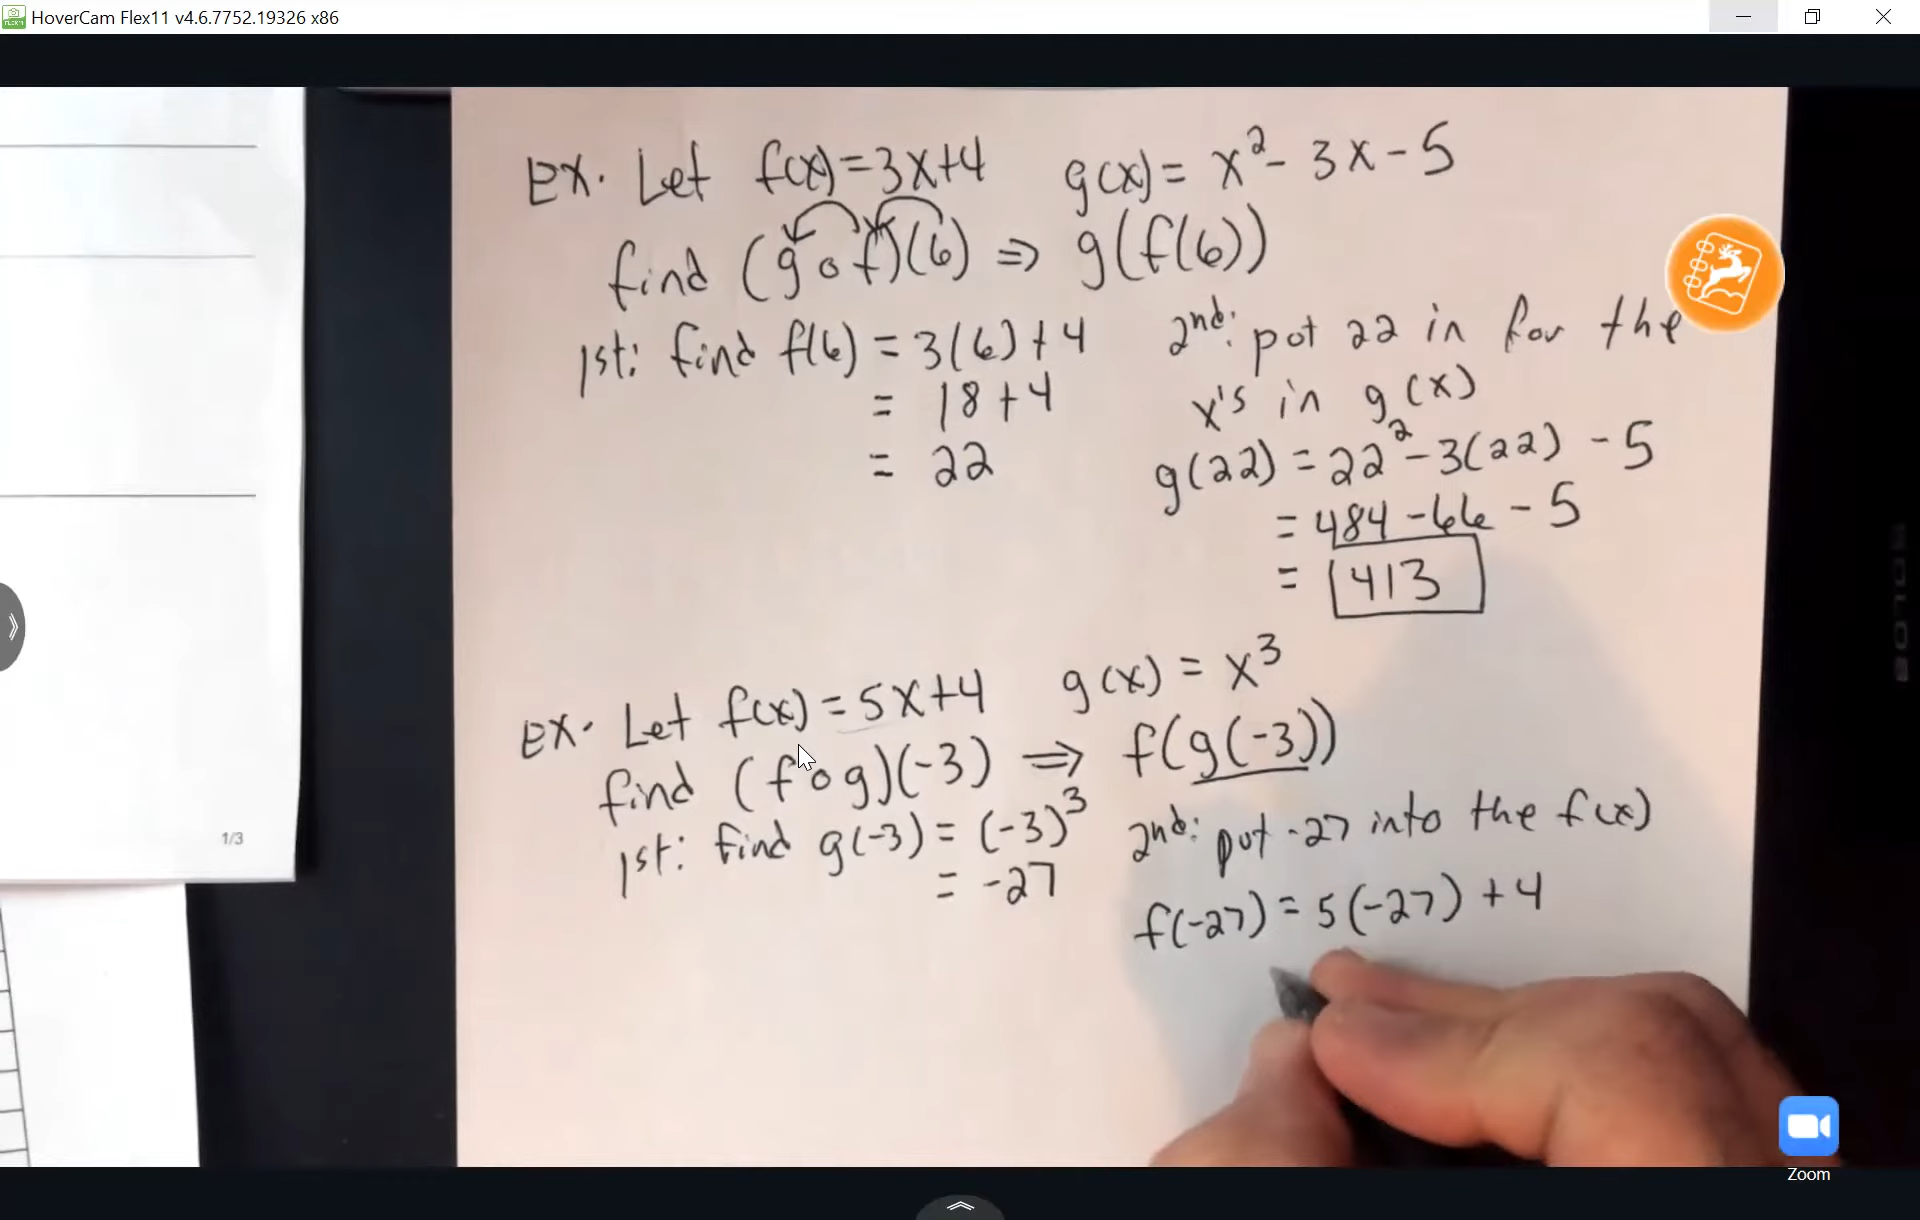 HoverCam Flex11 v4.6.7752.19326 x86
Ex. Let f(x)=3x+4 g(x)= x²- 3x-5
find (g∘f)(6) ⇒ g(f(6))
1st: find f(6) = 3(6)+4
= 18+4
= 22
2nd: put 22 in for the
x's in g(x)
g(22) = 22²-3(22) -5
= 484-66-5
= 413
Ex. Let f(x)=5x+4 g(x) = x³
find (f∘g)(-3) ⇒ f(g(-3))
1st: find g(-3) = (-3)³
= -27
2nd: put -27 into the f(x)
f(-27) = 5(-27) +4
1/3
Zoom